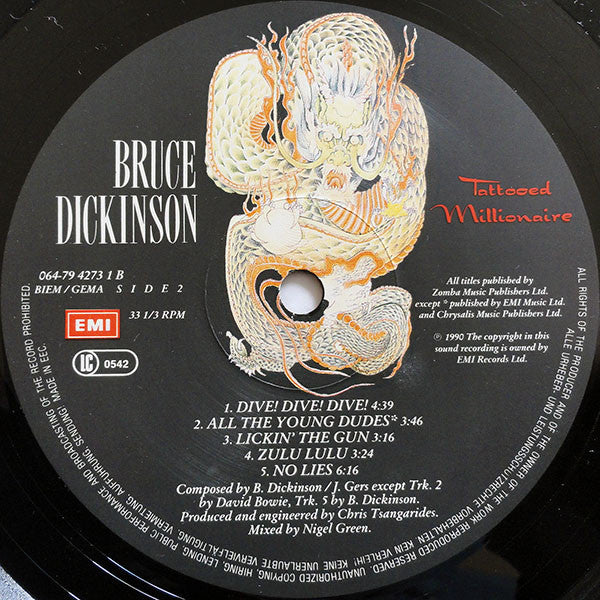 BRUCE
DICKINSON
Tattooed
Millionaire
064-79 4273 1 B
BIEM / GEMA SIDE 2
EMI
33 1/3 RPM
LC 0542
All titles published by
Zomba Music Publishers Ltd.
except * published by EMI Music Ltd.
and Chrysalis Music Publishers Ltd.
℗ 1990 The copyright in this
sound recording is owned by
EMI Records Ltd.
1. DIVE! DIVE! DIVE! 4:39
2. ALL THE YOUNG DUDES* 3:46
3. LICKIN' THE GUN 3:16
4. ZULU LULU 3:24
5. NO LIES 6:16
Composed by B. Dickinson / J. Gers except Trk. 2
by David Bowie, Trk. 5 by B. Dickinson.
Produced and engineered by Chris Tsangarides.
Mixed by Nigel Green.
ALL RIGHTS OF THE PRODUCER AND OF THE OWNER OF THE WORK REPRODUCED RESERVED. UNAUTHORIZED COPYING, HIRING, LENDING, PUBLIC PERFORMANCE AND BROADCASTING OF THE RECORD PROHIBITED.
ALLE URHEBER UND LEISTUNGSSCHUTZRECHTE VORBEHALTEN. KEIN VERLEIH! KEINE UNERLAUBTE VERVIELFÄLTIGUNG, VERMIETUNG, AUFFÜHRUNG, SENDUNG! MADE IN EEC.